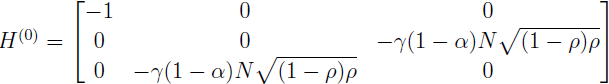 $H^{(0)} = \begin{bmatrix} -1 & 0 & 0 \\ 0 & 0 & -\gamma(1-\alpha)N\sqrt{(1-\rho)\rho} \\ 0 & -\gamma(1-\alpha)N\sqrt{(1-\rho)\rho} & 0 \end{bmatrix}$